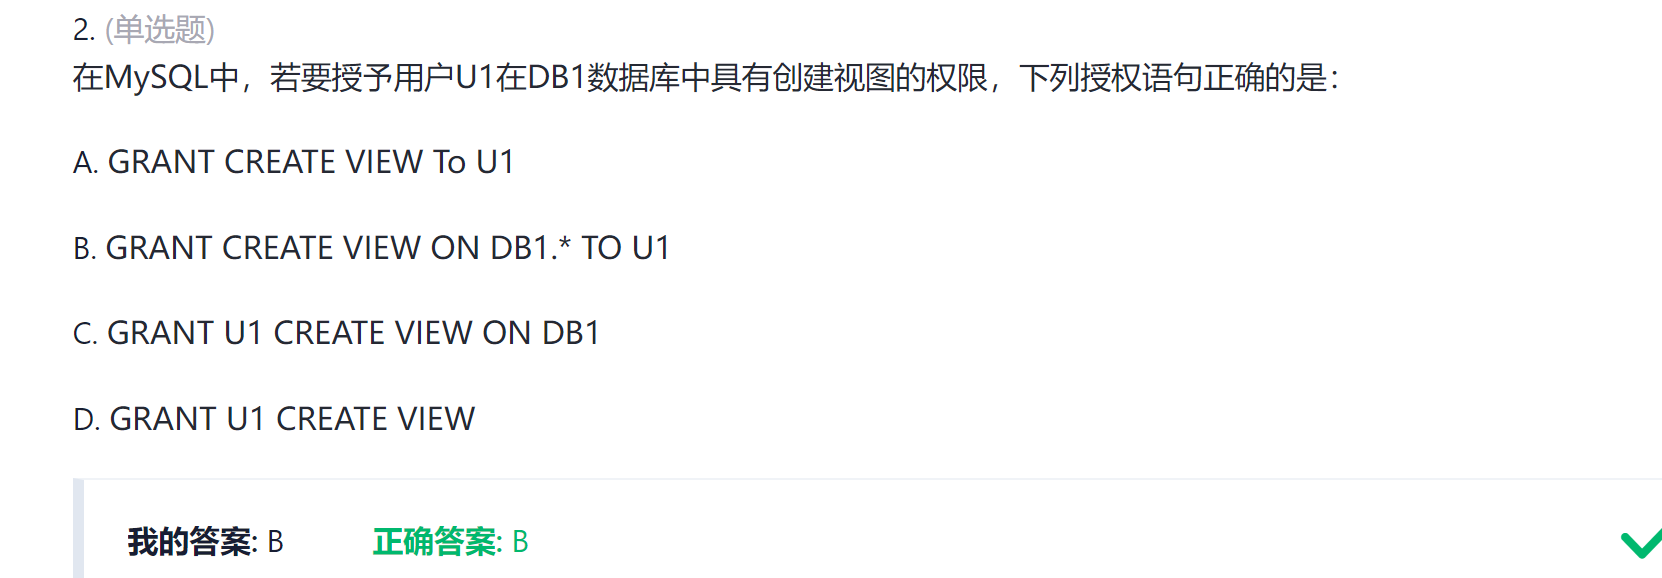 2. (单选题)
在MySQL中，若要授予用户U1在DB1数据库中具有创建视图的权限，下列授权语句正确的是：
A. GRANT CREATE VIEW To U1
B. GRANT CREATE VIEW ON DB1.* TO U1
C. GRANT U1 CREATE VIEW ON DB1
D. GRANT U1 CREATE VIEW
我的答案: B 正确答案: B